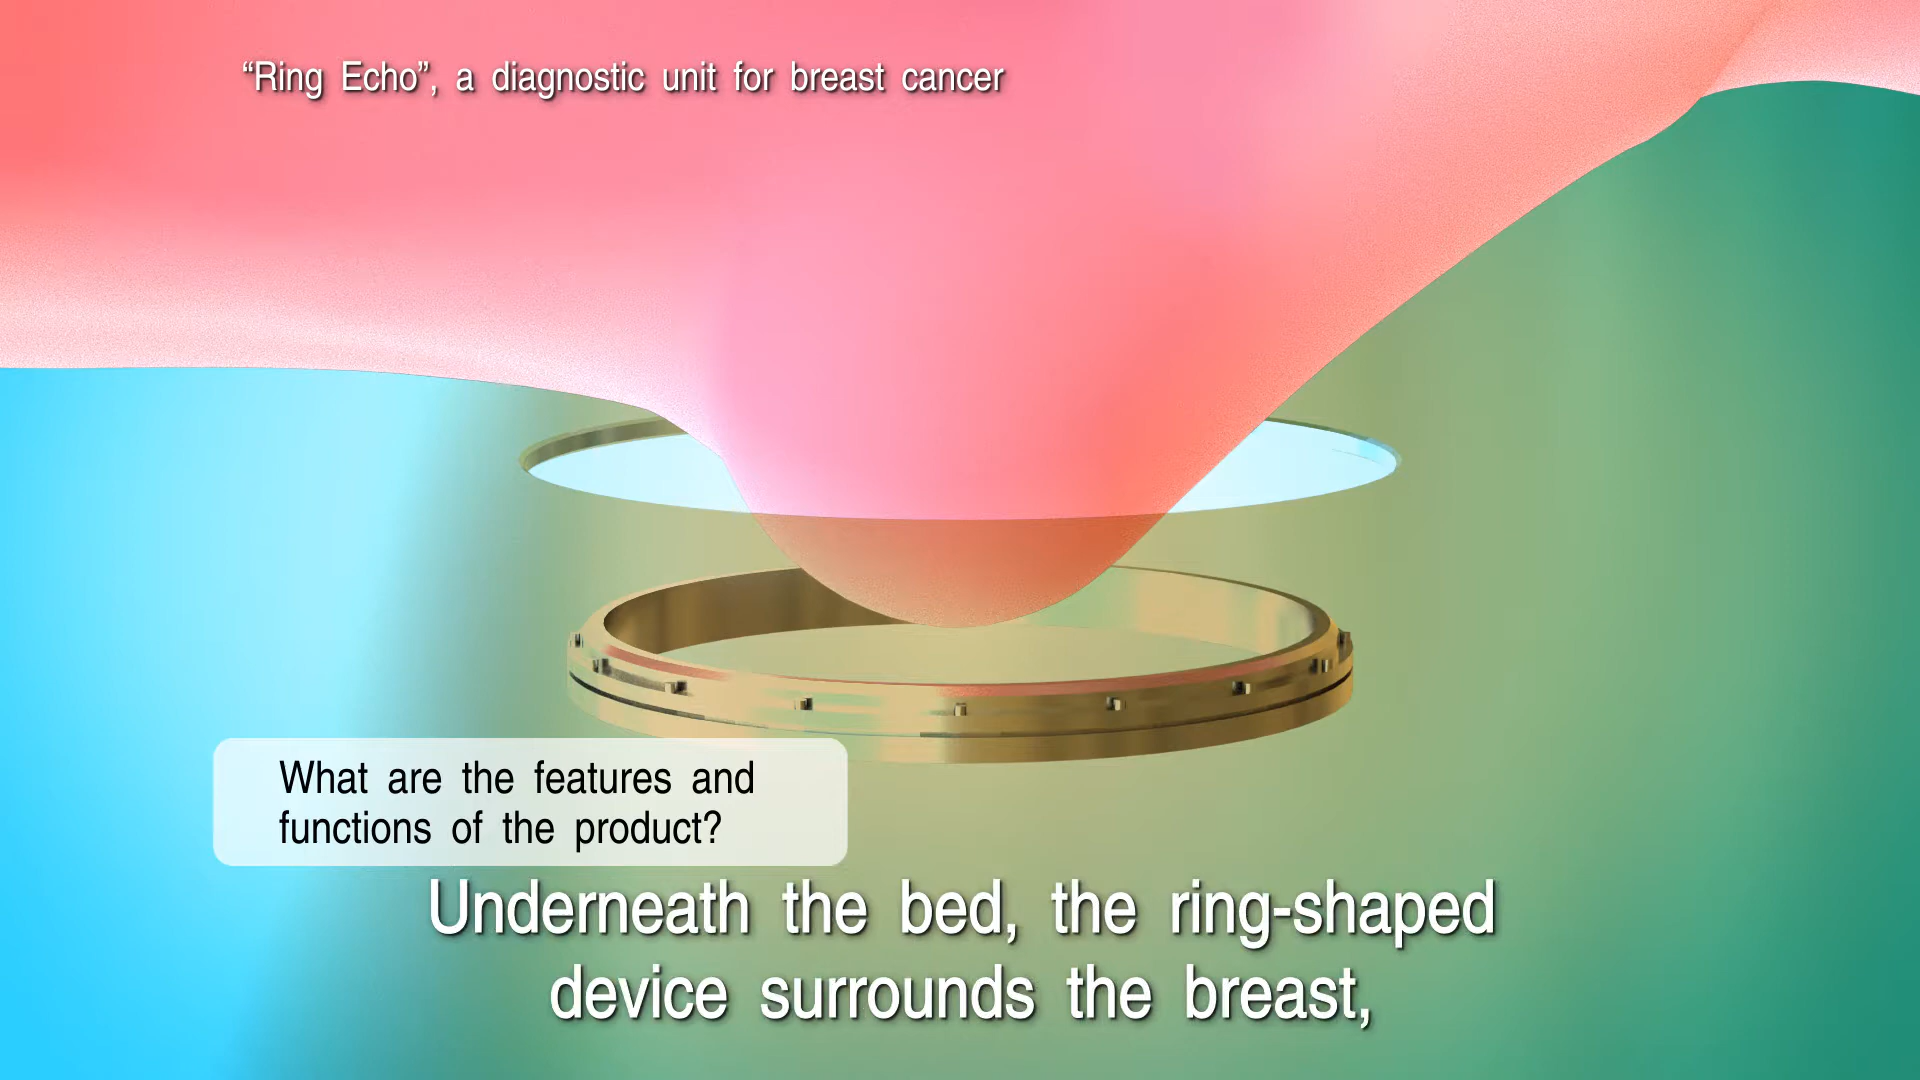 “Ring Echo”, a diagnostic unit for breast cancer
What are the features and
functions of the product?
Underneath the bed, the ring-shaped
device surrounds the breast,